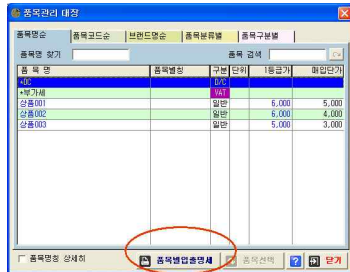 품목관리 대장
품목명순 품목코드순 브랜드명순 품목분류별 품목구분별
품목명 찾기 품목 검색
품 목 명 품목별칭 구분 단위 1등급가 매입단가
*DC D/C
*부가세 VAT
상품001 일반 6,000 5,000
상품002 일반 6,000 4,000
상품003 일반 5,000 3,000
품목명칭 상세히 품목별입출명세 품목선택 ? 닫기